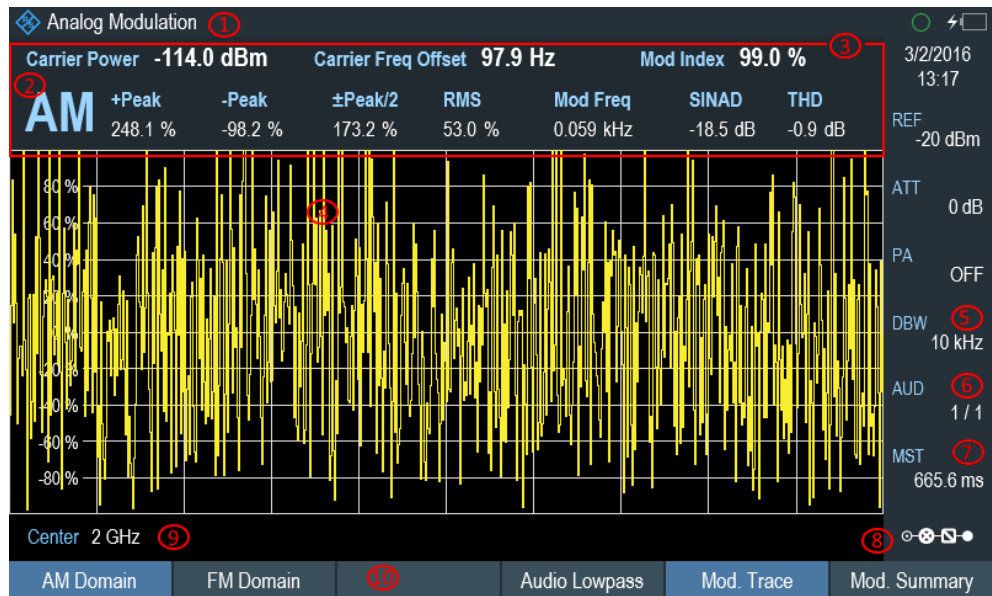 Analog Modulation ①
Carrier Power -114.0 dBm Carrier Freq Offset 97.9 Hz Mod Index 99.0 % ③
3/2/2016
13:17
②
AM
+Peak -Peak ±Peak/2 RMS Mod Freq SINAD THD
248.1 % -98.2 % 173.2 % 53.0 % 0.059 kHz -18.5 dB -0.9 dB
REF
-20 dBm
ATT
0 dB
PA
OFF
DBW ⑤
10 kHz
AUD ⑥
1 / 1
MST ⑦
665.6 ms
80 %
60 %
④
40 %
20 %
0 %
-20 %
-40 %
-60 %
-80 %
Center 2 GHz ⑨
⑧
AM Domain FM Domain ⑩ Audio Lowpass Mod. Trace Mod. Summary